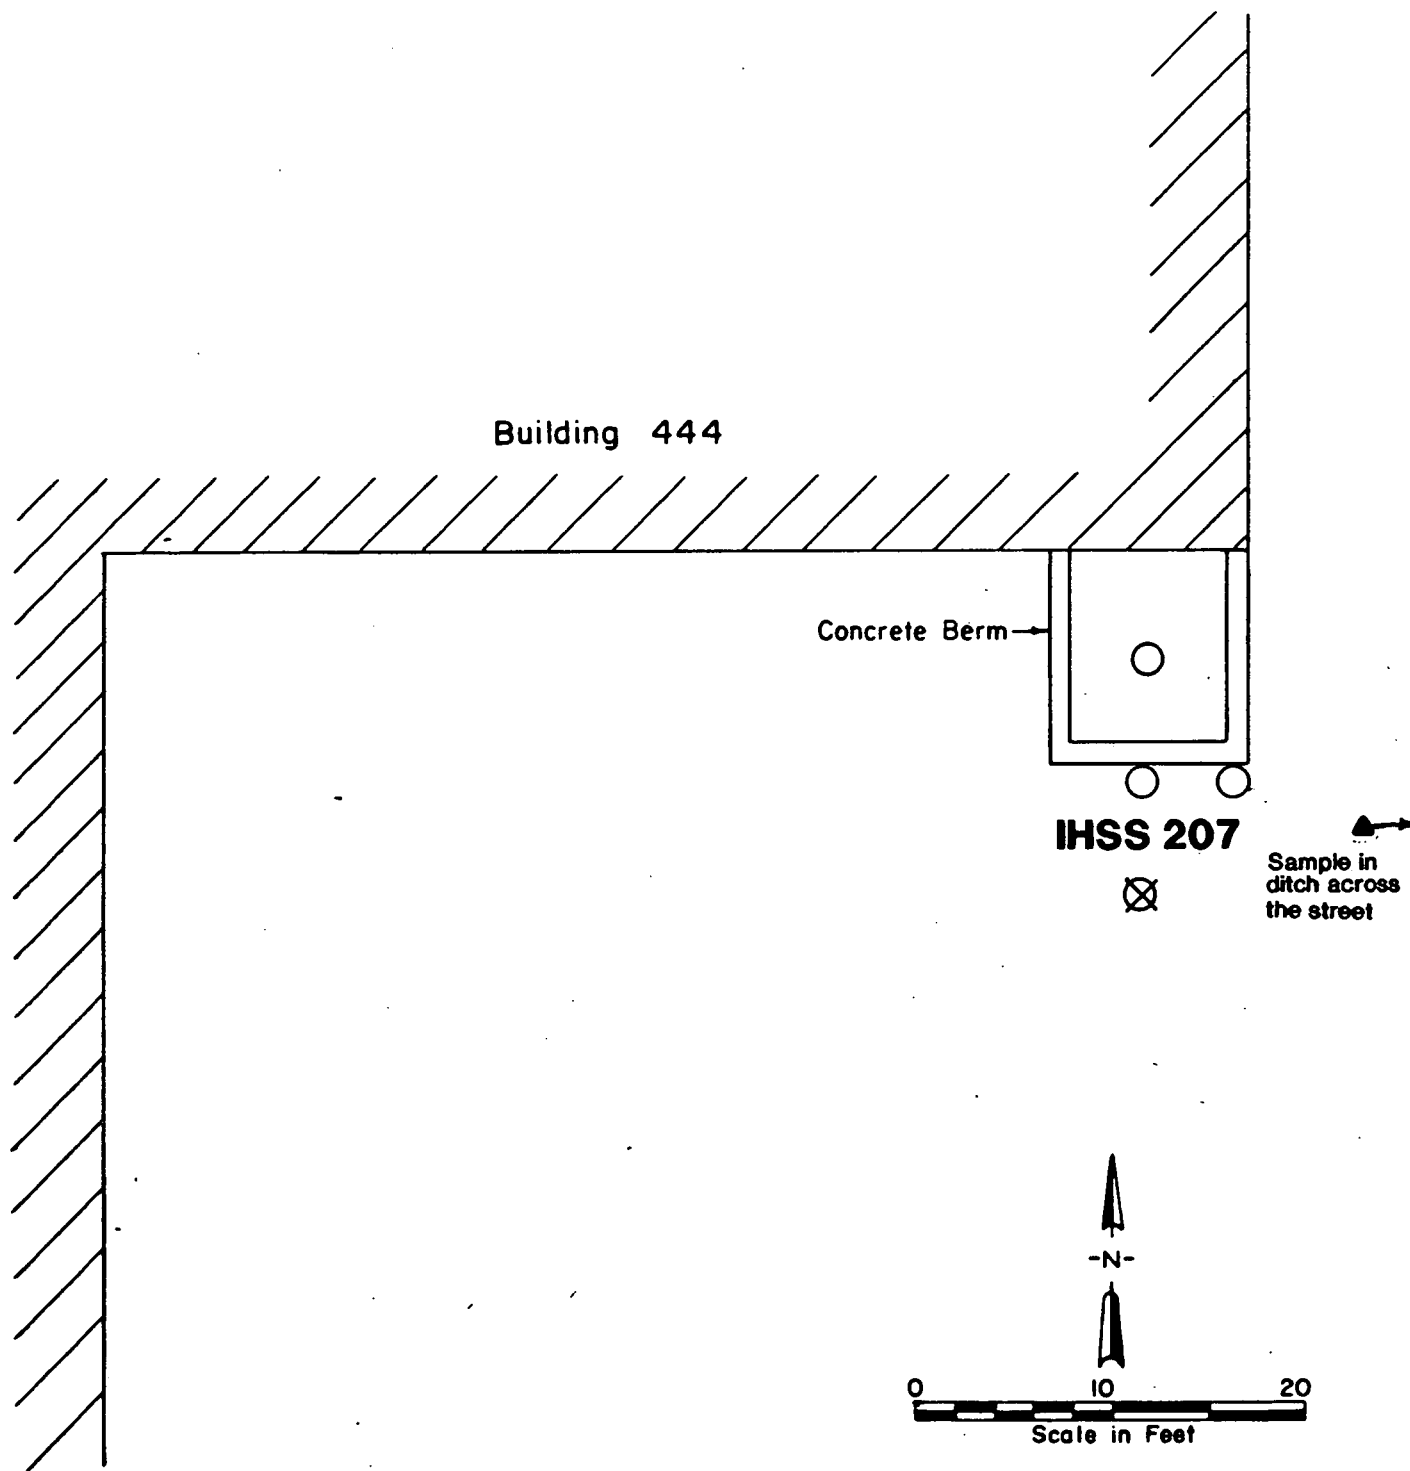 Building 444
Concrete Berm
IHSS 207
Sample in
ditch across
the street
-N-
0 10 20
Scale in Feet